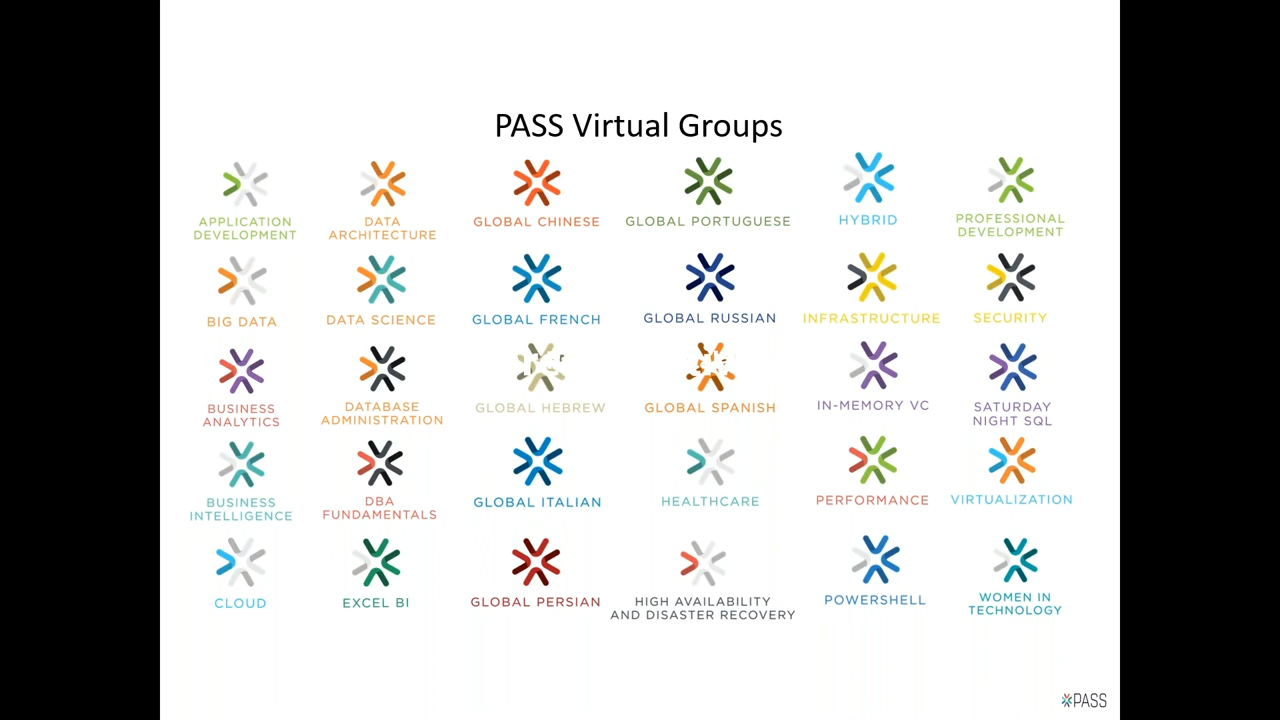 PASS Virtual Groups
APPLICATION
DEVELOPMENT
DATA
ARCHITECTURE
GLOBAL CHINESE
GLOBAL PORTUGUESE
HYBRID
PROFESSIONAL
DEVELOPMENT
BIG DATA
DATA SCIENCE
GLOBAL FRENCH
GLOBAL RUSSIAN
INFRASTRUCTURE
SECURITY
BUSINESS
ANALYTICS
DATABASE
ADMINISTRATION
GLOBAL HEBREW
GLOBAL SPANISH
IN-MEMORY VC
SATURDAY
NIGHT SQL
BUSINESS
INTELLIGENCE
DBA
FUNDAMENTALS
GLOBAL ITALIAN
HEALTHCARE
PERFORMANCE
VIRTUALIZATION
CLOUD
EXCEL BI
GLOBAL PERSIAN
HIGH AVAILABILITY
AND DISASTER RECOVERY
POWERSHELL
WOMEN IN
TECHNOLOGY
PASS